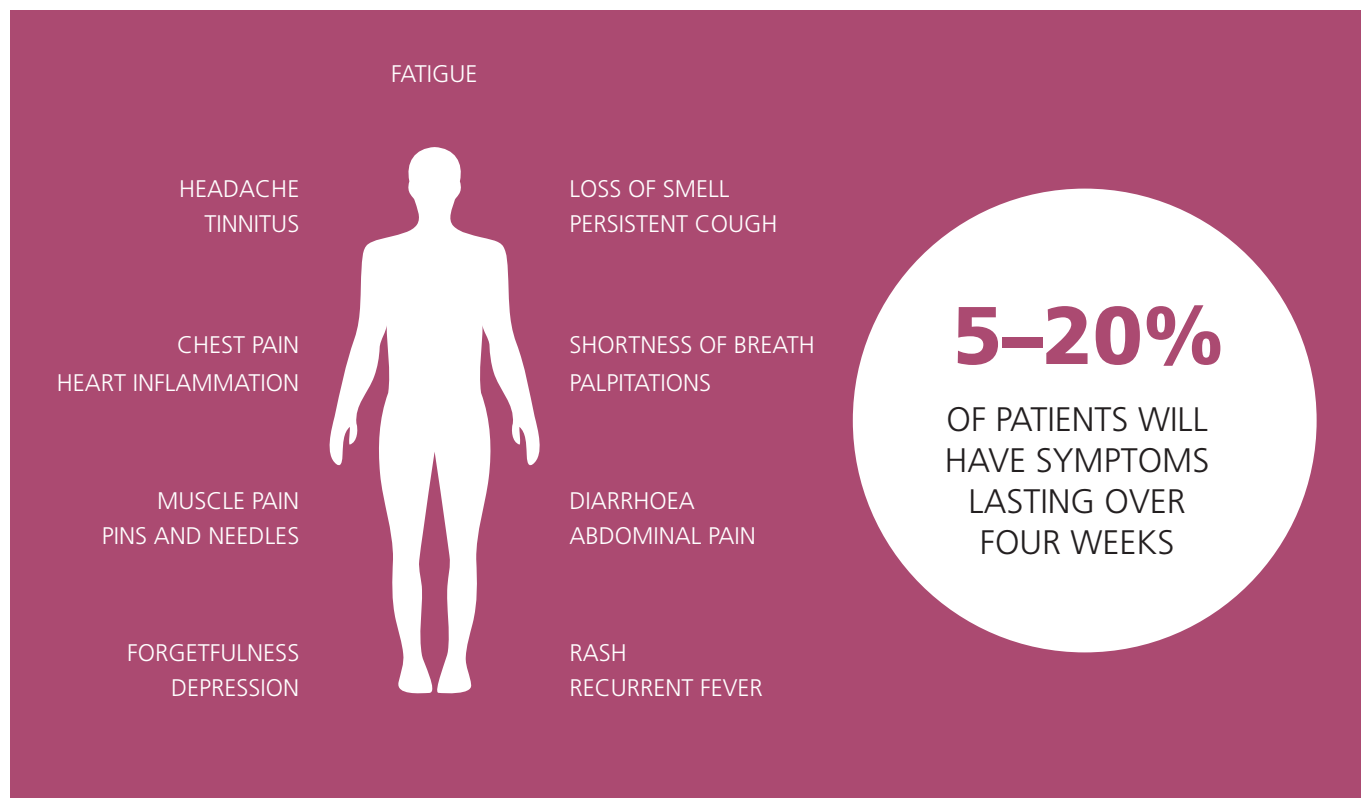 FATIGUE
HEADACHE
TINNITUS
LOSS OF SMELL
PERSISTENT COUGH
CHEST PAIN
HEART INFLAMMATION
SHORTNESS OF BREATH
PALPITATIONS
MUSCLE PAIN
PINS AND NEEDLES
DIARRHOEA
ABDOMINAL PAIN
FORGETFULNESS
DEPRESSION
RASH
RECURRENT FEVER
5–20%
OF PATIENTS WILL
HAVE SYMPTOMS
LASTING OVER
FOUR WEEKS